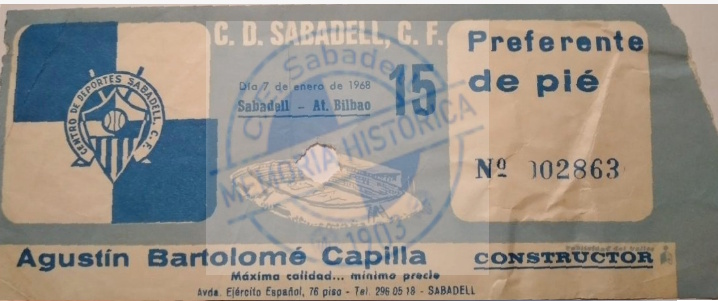 C. D. SABADELL, C. F.
Preferente
de pié
Día 7 de enero de 1968
Sabadell - At. Bilbao
15
CENTRO DE DEPORTES SABADELL C.F.
Sabadell
MEMORIA HISTÓRICA
1903
Nº 002863
Agustín Bartolomé Capilla
CONSTRUCTOR
Máxima calidad... mínimo precio
Avda. Ejército Español, 76 piso - Tel. 296 05 18 - SABADELL